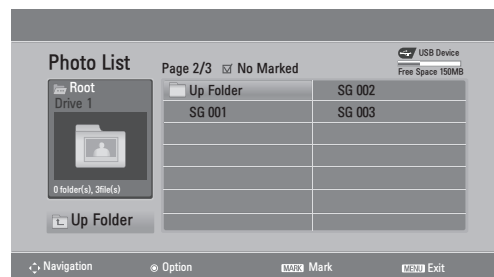 Photo List
Page 2/3 ☑ No Marked
USB Device
Free Space 150MB
Root
Drive 1
0 folder(s), 3file(s)
Up Folder
Up Folder
SG 002
SG 001
SG 003
Navigation
Option
MARK Mark
MENU Exit